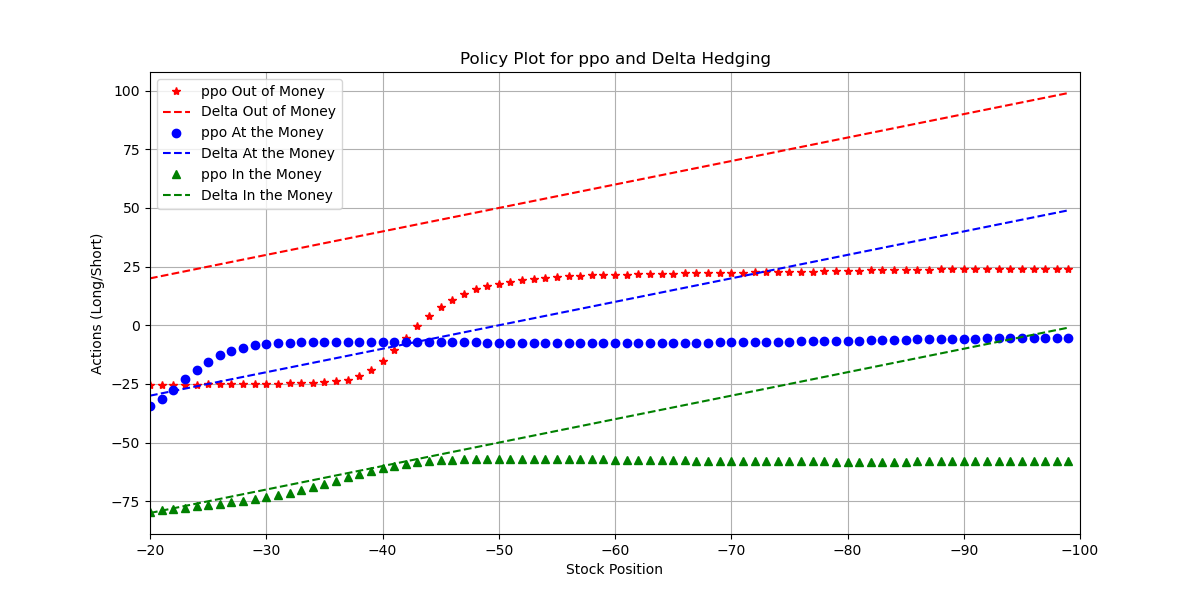 Policy Plot for ppo and Delta Hedging
ppo Out of Money
Delta Out of Money
ppo At the Money
Delta At the Money
ppo In the Money
Delta In the Money
Actions (Long/Short)
100
75
50
25
0
−25
−50
−75
−20 −30 −40 −50 −60 −70 −80 −90 −100
Stock Position